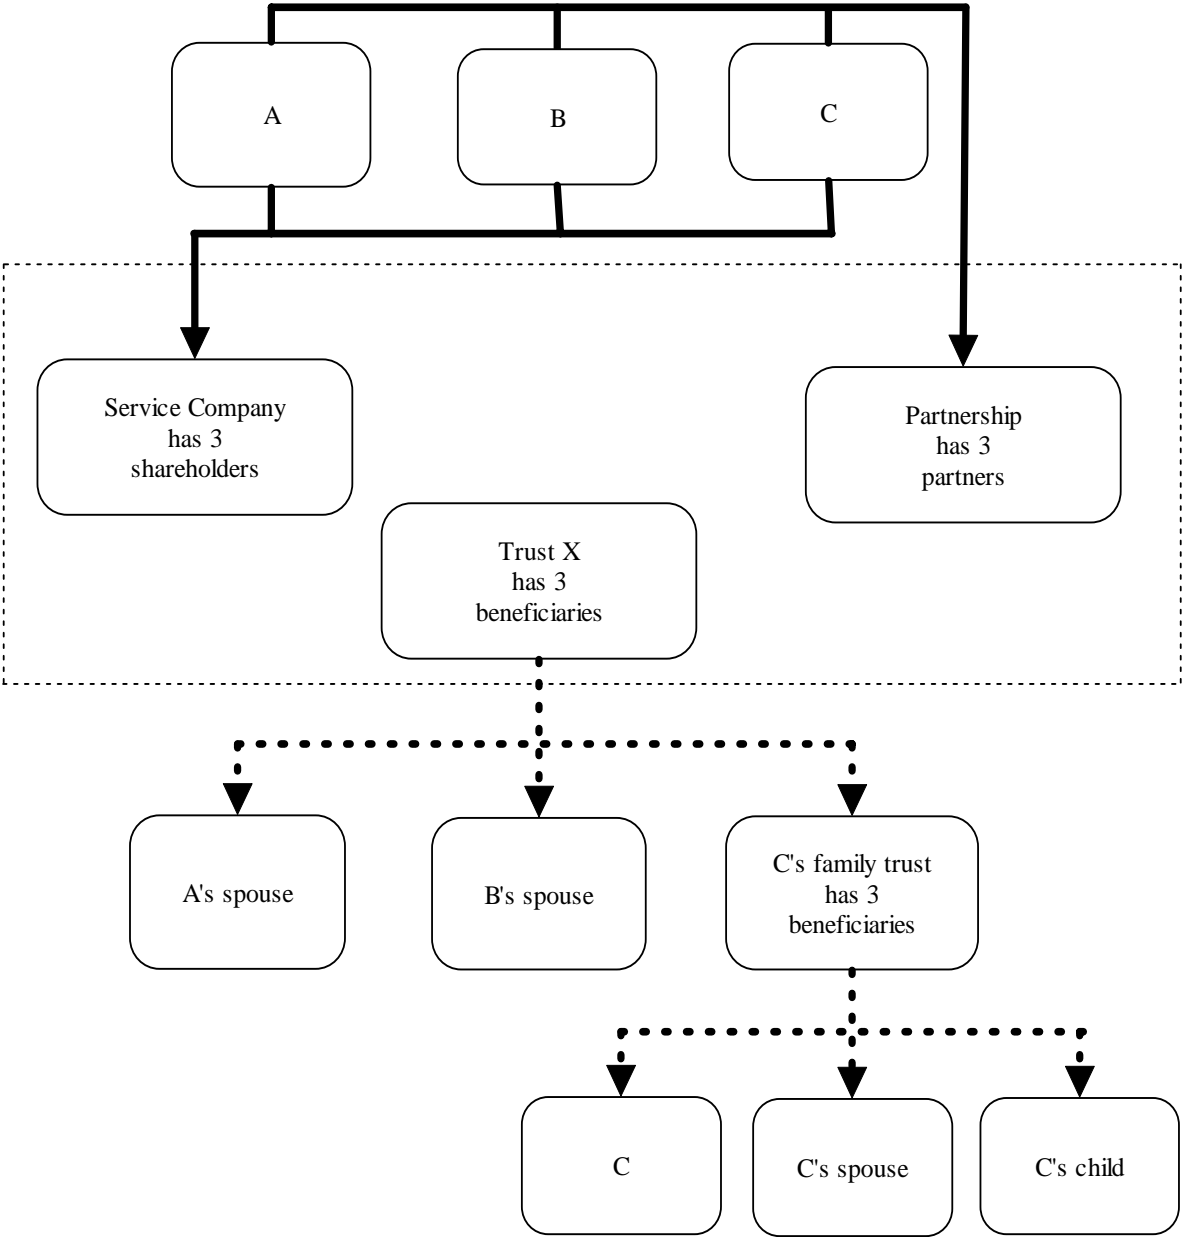 A
B
C
Service Company
has 3
shareholders
Partnership
has 3
partners
Trust X
has 3
beneficiaries
A's spouse
B's spouse
C's family trust
has 3
beneficiaries
C
C's spouse
C's child